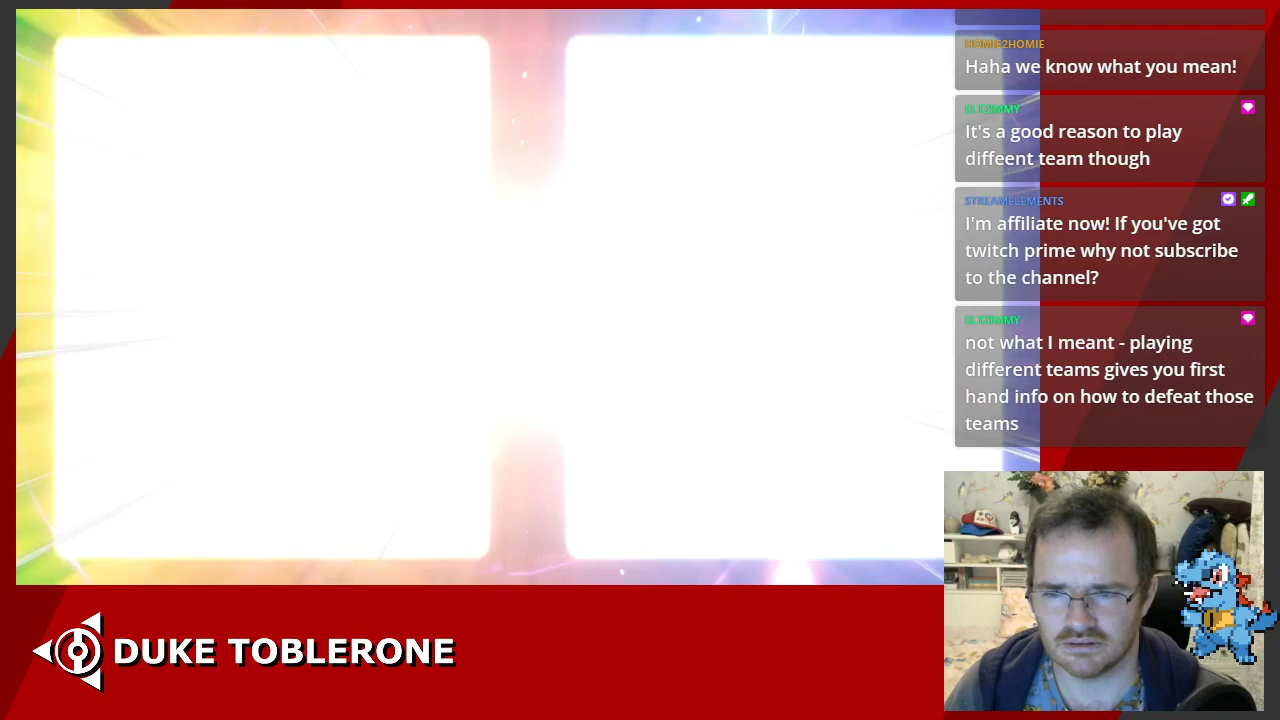 HOMIE2HOMIE
Haha we know what you mean!
ELTZIMMY
It's a good reason to play
diffeent team though
STREAMELEMENTS
I'm affiliate now! If you've got
twitch prime why not subscribe
to the channel?
ELTZIMMY
not what I meant - playing
different teams gives you first
hand info on how to defeat those
teams
DUKE TOBLERONE